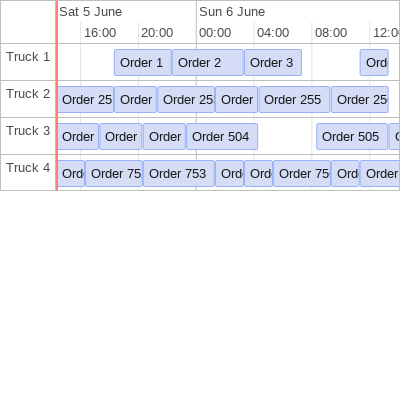 Sat 5 June Sun 6 June
16:00 20:00 00:00 04:00 08:00 12:0
Truck 1 Order 1 Order 2 Order 3 Ord
Truck 2 Order 25 Order Order 25 Order Order 255 Order 25
Truck 3 Order Order Order Order 504 Order 505
Truck 4 Ord Order 75 Order 753 Ord Ord Order 75 Ord Order